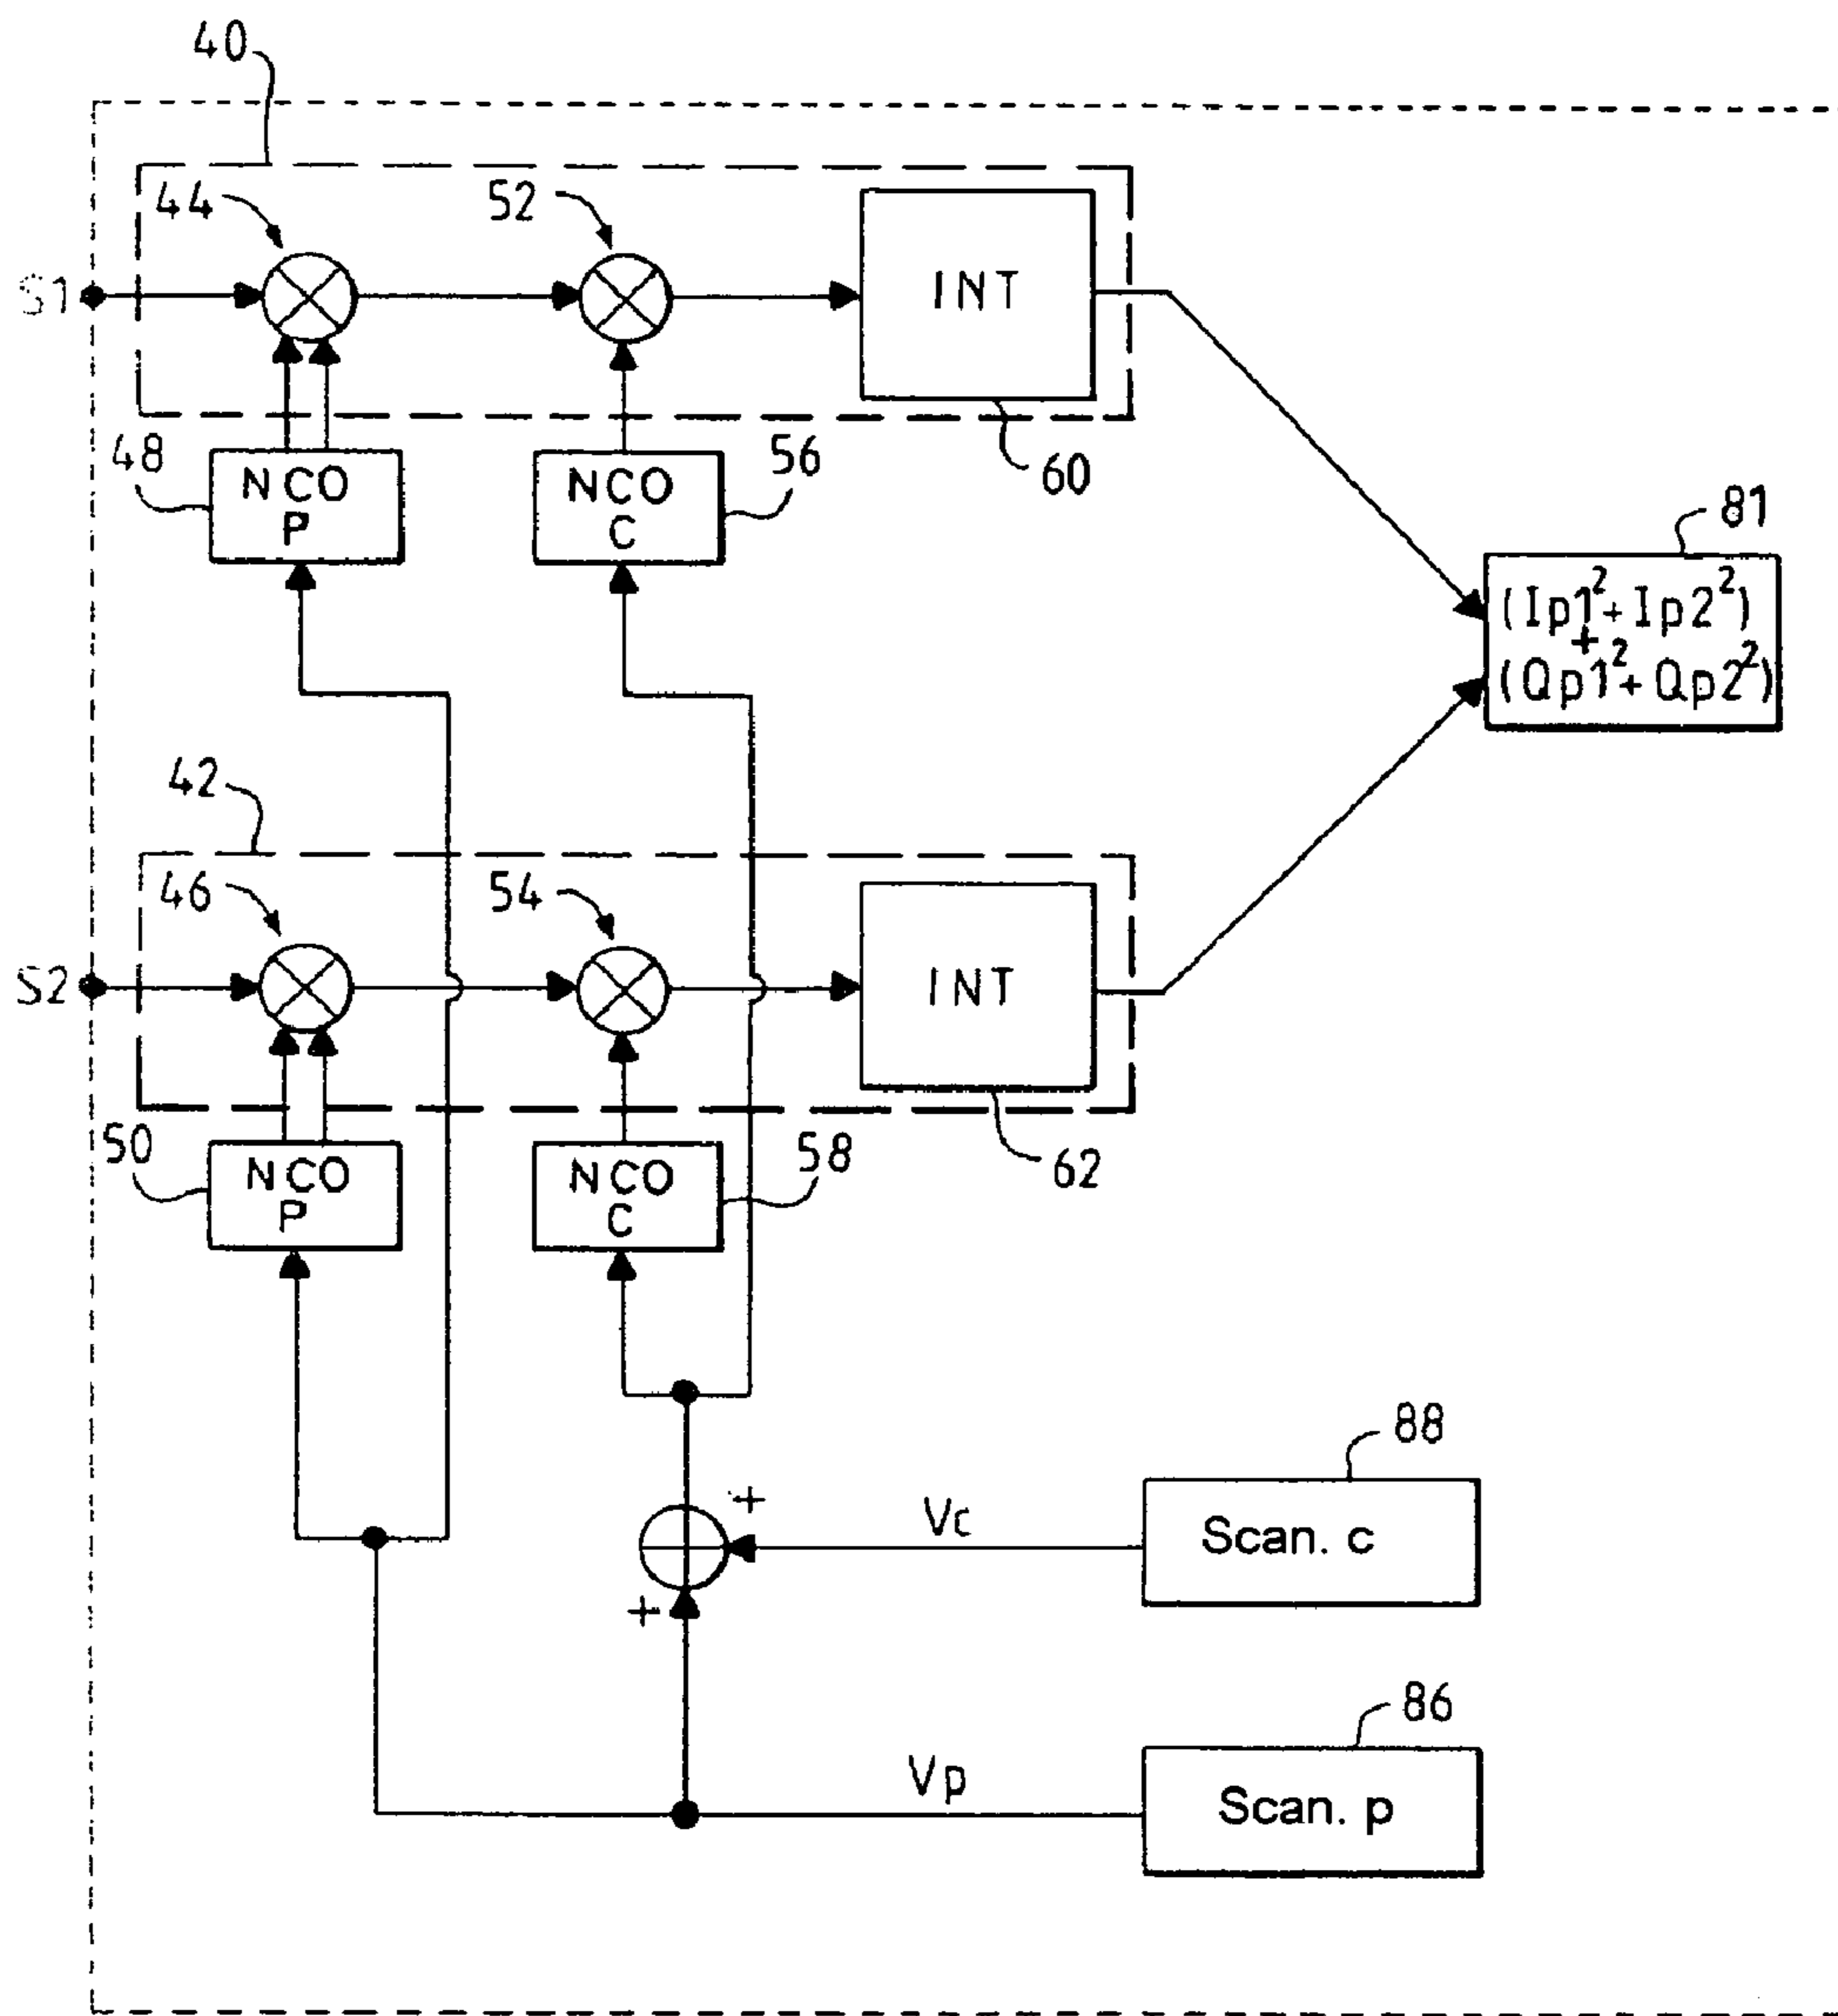 40
44
52
S1
INT
48
NCO
P
NCO
C
56
60
81
(Ip1²+Ip2²)
+
(Qp1²+Qp2²)
42
46
54
S2
INT
50
NCO
P
NCO
C
58
62
88
+
Vc
Scan. c
+
86
Vp
Scan. p